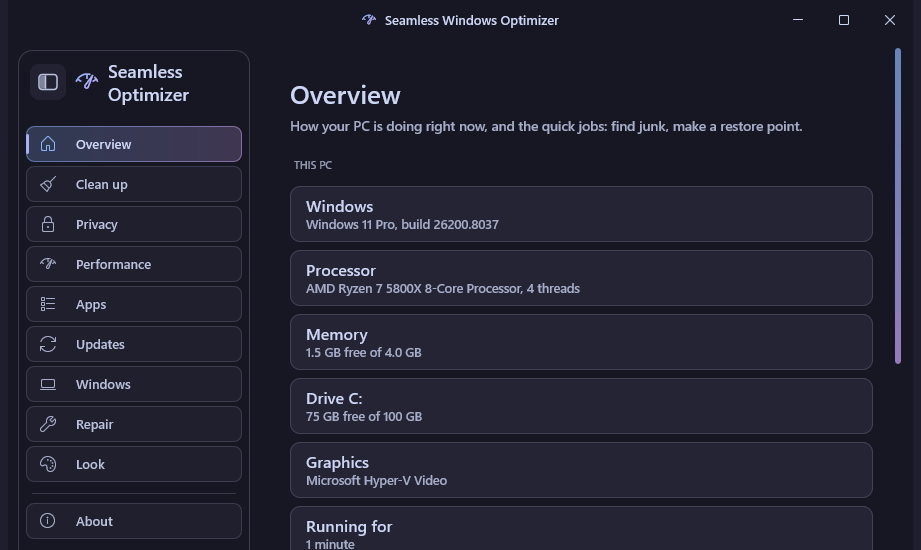 Seamless Windows Optimizer
Seamless
Optimizer
Overview
Clean up
Privacy
Performance
Apps
Updates
Windows
Repair
Look
About
Overview
How your PC is doing right now, and the quick jobs: find junk, make a restore point.
THIS PC
Windows
Windows 11 Pro, build 26200.8037
Processor
AMD Ryzen 7 5800X 8-Core Processor, 4 threads
Memory
1.5 GB free of 4.0 GB
Drive C:
75 GB free of 100 GB
Graphics
Microsoft Hyper-V Video
Running for
1 minute